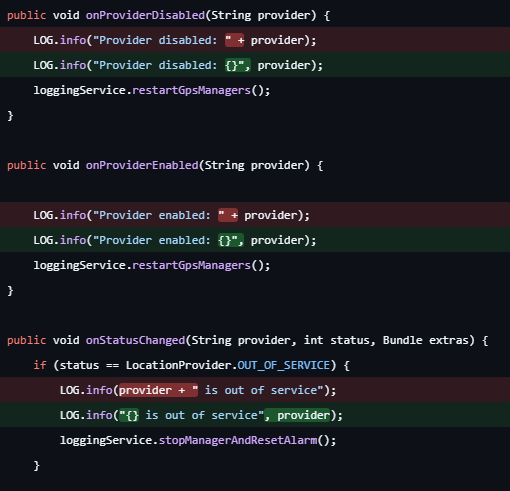 public void onProviderDisabled(String provider) {
LOG.info("Provider disabled: " + provider);
LOG.info("Provider disabled: {}", provider);
loggingService.restartGpsManagers();
}
public void onProviderEnabled(String provider) {
LOG.info("Provider enabled: " + provider);
LOG.info("Provider enabled: {}", provider);
loggingService.restartGpsManagers();
}
public void onStatusChanged(String provider, int status, Bundle extras) {
if (status == LocationProvider.OUT_OF_SERVICE) {
LOG.info(provider + " is out of service");
LOG.info("{} is out of service", provider);
loggingService.stopManagerAndResetAlarm();
}